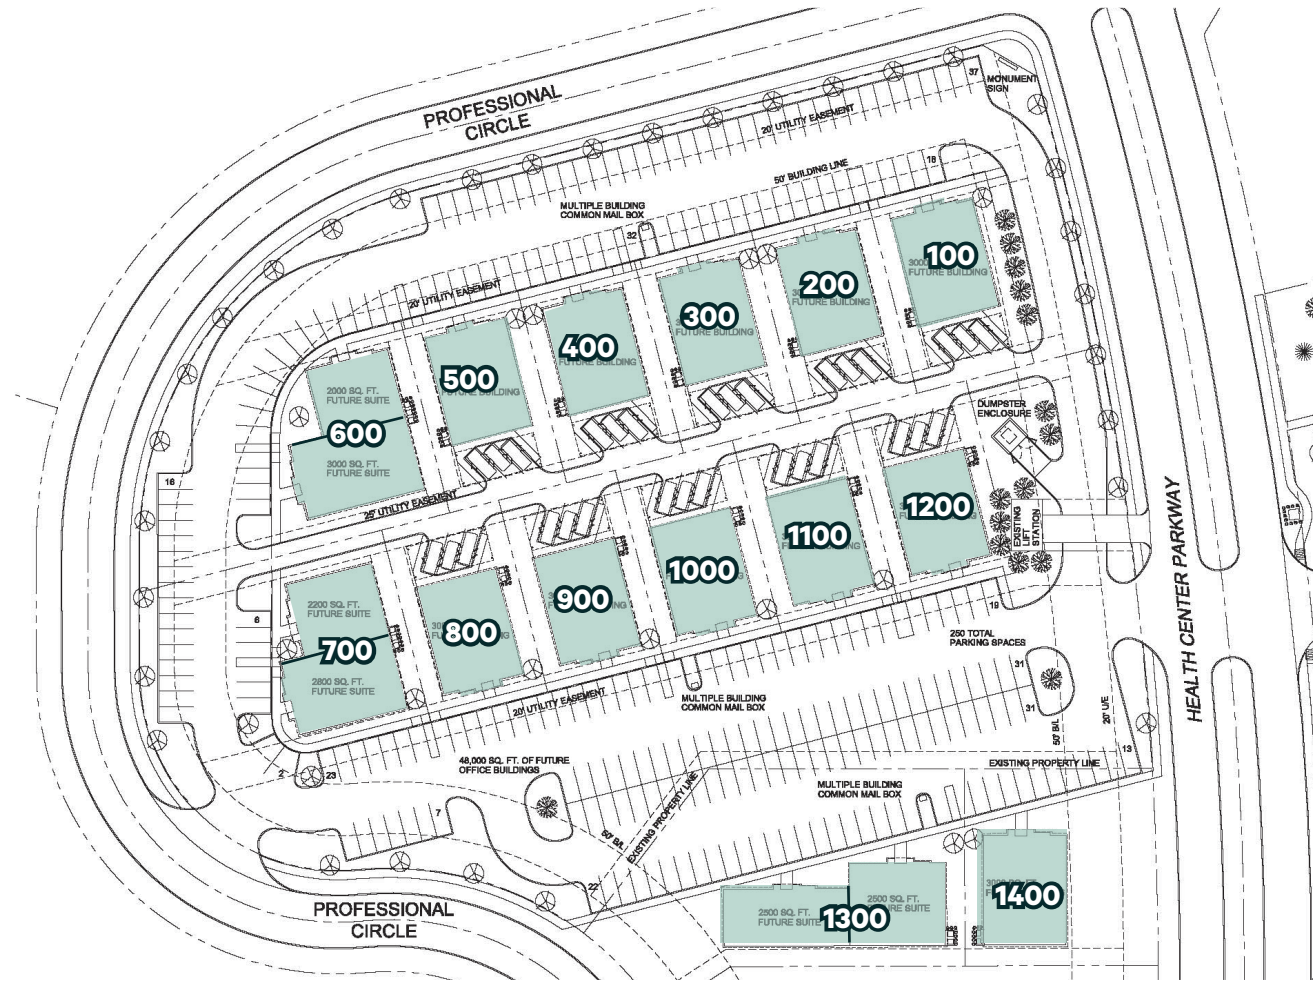 PROFESSIONAL
CIRCLE
37
MONUMENT
SIGN
20' UTILITY EASEMENT
50' BUILDING LINE
18
MULTIPLE BUILDING
COMMON MAIL BOX
32
20' UTILITY EASEMENT
100
FUTURE BUILDING
200
FUTURE BUILDING
300
FUTURE BUILDING
400
FUTURE BUILDING
500
FUTURE BUILDING
2000 SQ. FT.
FUTURE SUITE
600
3000 SQ. FT.
FUTURE SUITE
25' UTILITY EASEMENT
16
DUMPSTER
ENCLOSURE
EXISTING
LIFT
STATION
HEALTH CENTER PARKWAY
1200
1100
1000
900
800
2200 SQ. FT.
FUTURE SUITE
700
2800 SQ. FT.
FUTURE SUITE
6
19
250 TOTAL
PARKING SPACES
31
31
50' B/L
20' U/E
13
MULTIPLE BUILDING
COMMON MAIL BOX
20' UTILITY EASEMENT
2
23
48,000 SQ. FT. OF FUTURE
OFFICE BUILDINGS
7
EXISTING PROPERTY LINE
50' B/L
EXISTING PROPERTY LINE
MULTIPLE BUILDING
COMMON MAIL BOX
22
PROFESSIONAL
CIRCLE
2500 SQ. FT.
FUTURE SUITE
2500 SQ. FT.
1300
1400